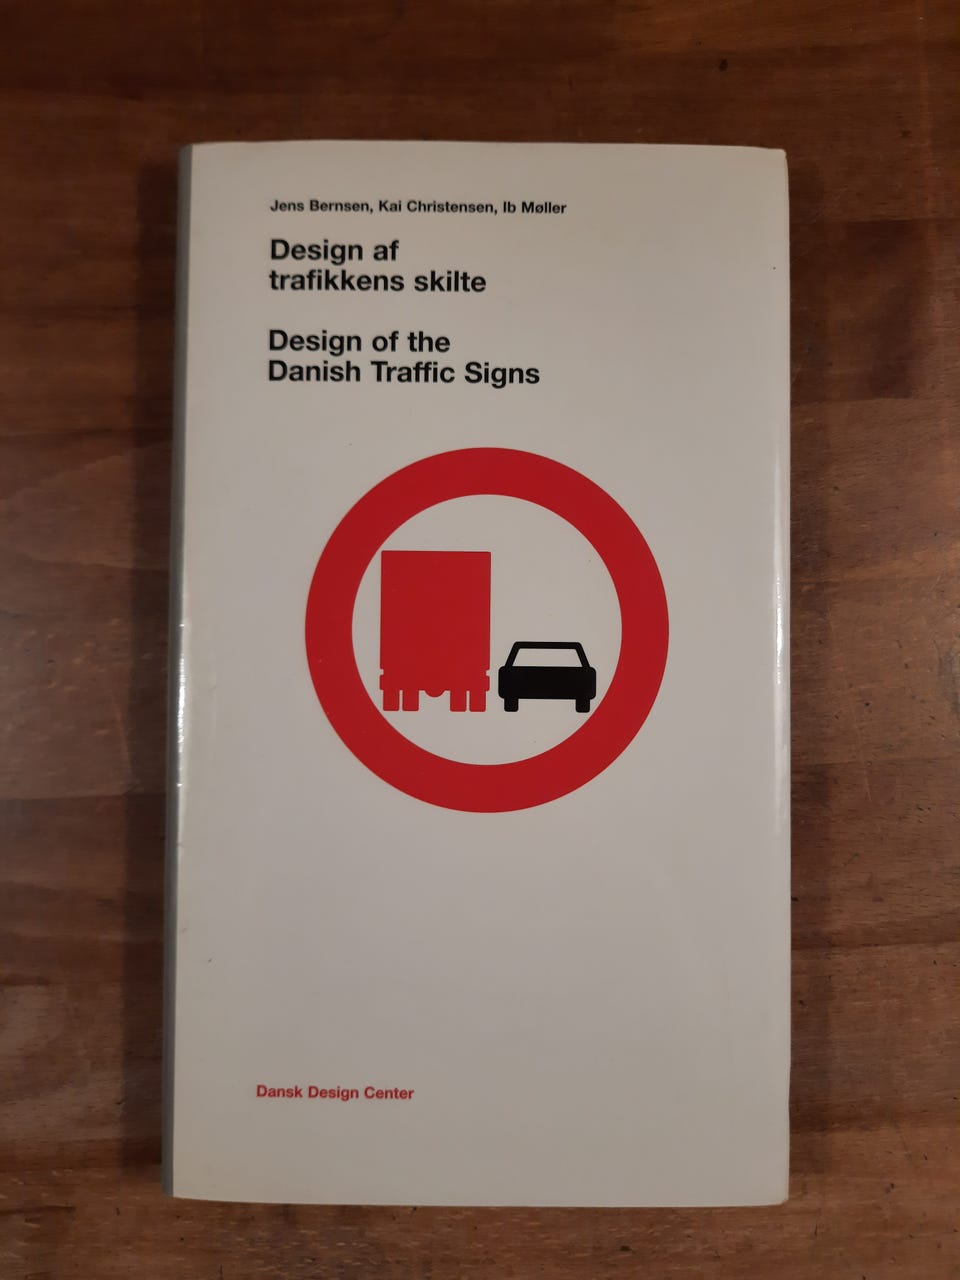 Jens Bernsen, Kai Christensen, Ib Møller
Design af
trafikkens skilte
Design of the
Danish Traffic Signs
Dansk Design Center